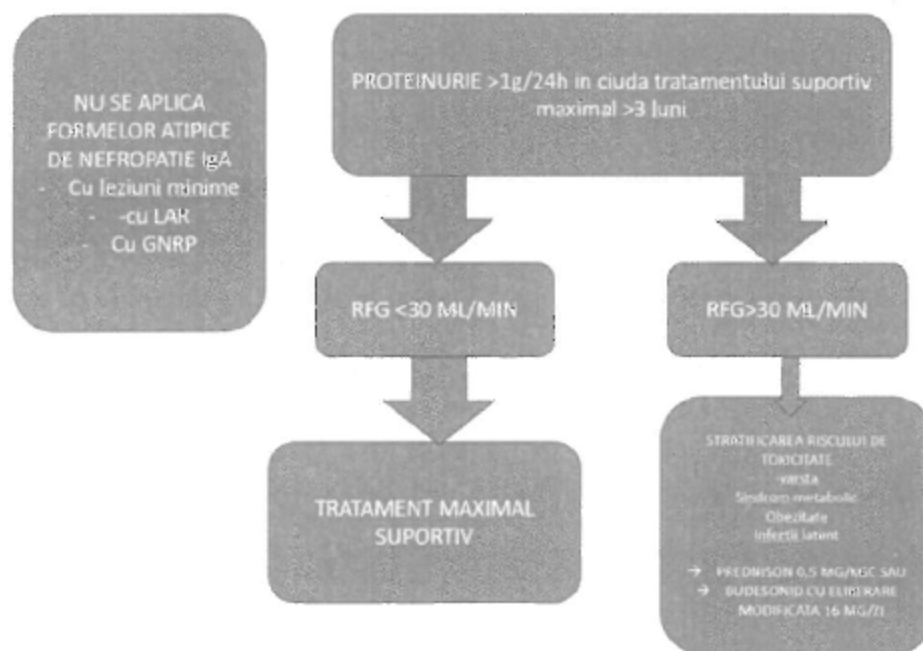 NU SE APLICA
FORMELOR ATIPICE
DE NEFROPATIE IgA
- Cu leziuni minime
- -cu LAR
- Cu GNRP
PROTEINURIE >1g/24h in ciuda tratamentului suportiv
maximal >3 luni
RFG <30 ML/MIN
RFG>30 ML/MIN
TRATAMENT MAXIMAL
SUPORTIV
STRATIFICAREA RISCULUI DE
TOXICITATE
-varsta
Sindrom metabolic
Obezitate
Infectii latent
→ PREDNISON 0,5 MG/KGC SAU
→ BUDESONID CU ELIBERARE
MODIFICATA 16 MG/ZI